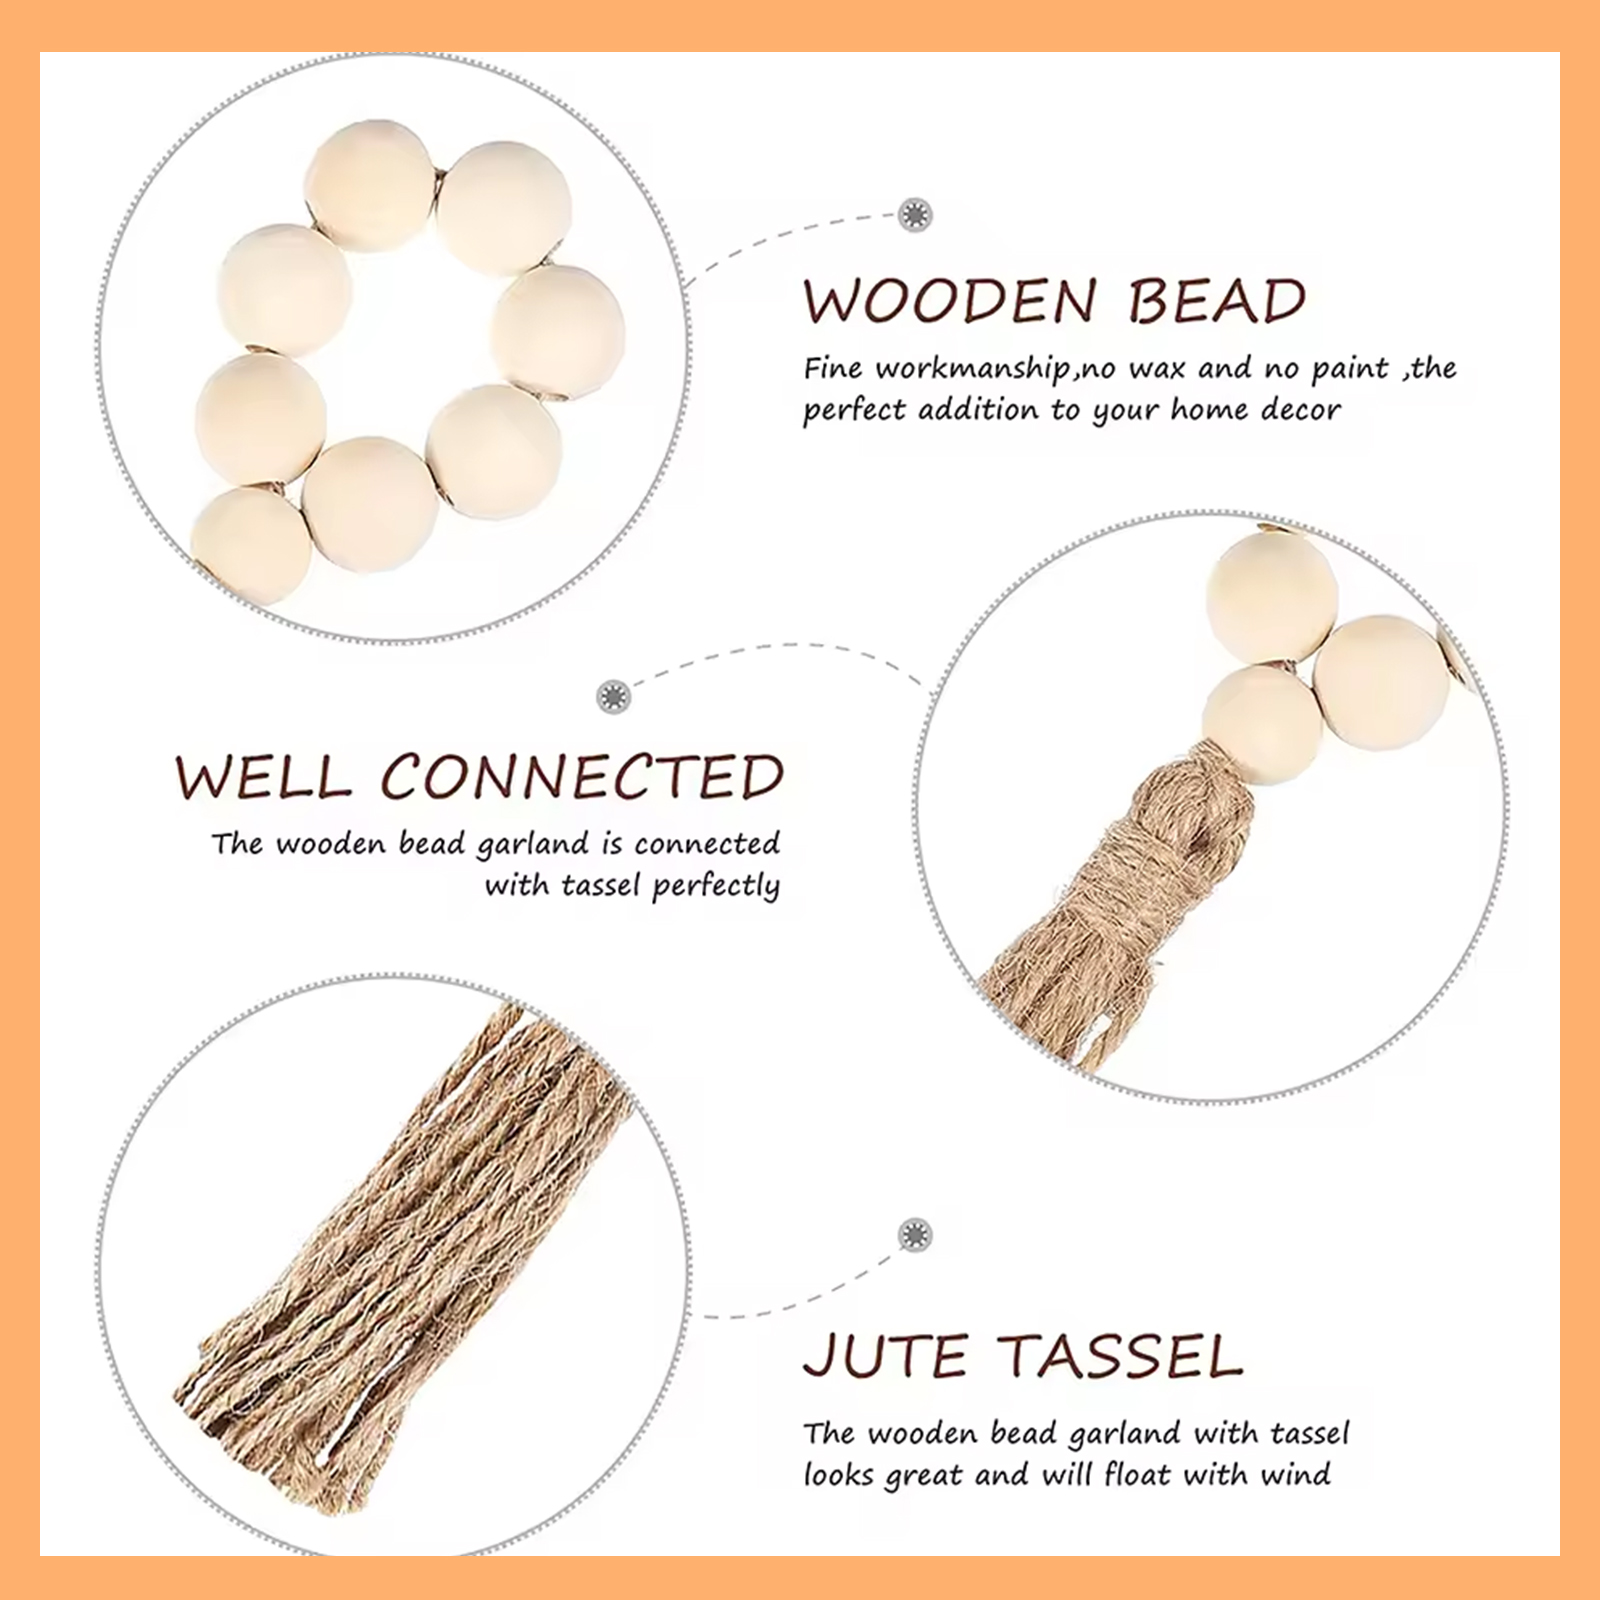 WOODEN BEAD
Fine workmanship,no wax and no paint ,the
perfect addition to your home decor
WELL CONNECTED
The wooden bead garland is connected
with tassel perfectly
JUTE TASSEL
The wooden bead garland with tassel
looks great and will float with wind